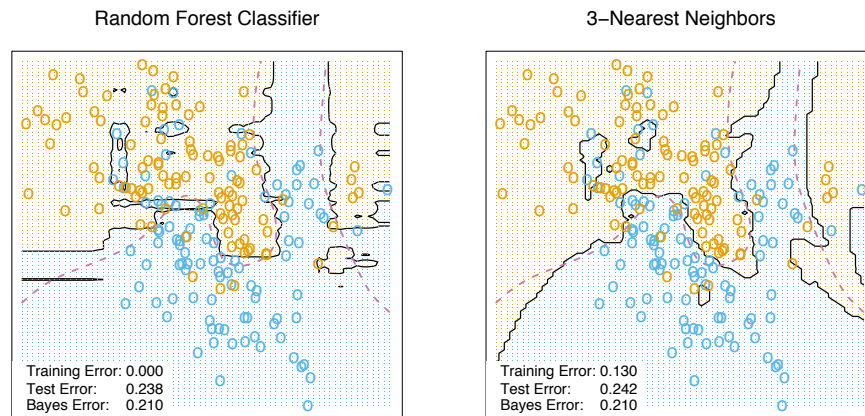 Random Forest Classifier
Training Error: 0.000
Test Error: 0.238
Bayes Error: 0.210
3−Nearest Neighbors
Training Error: 0.130
Test Error: 0.242
Bayes Error: 0.210